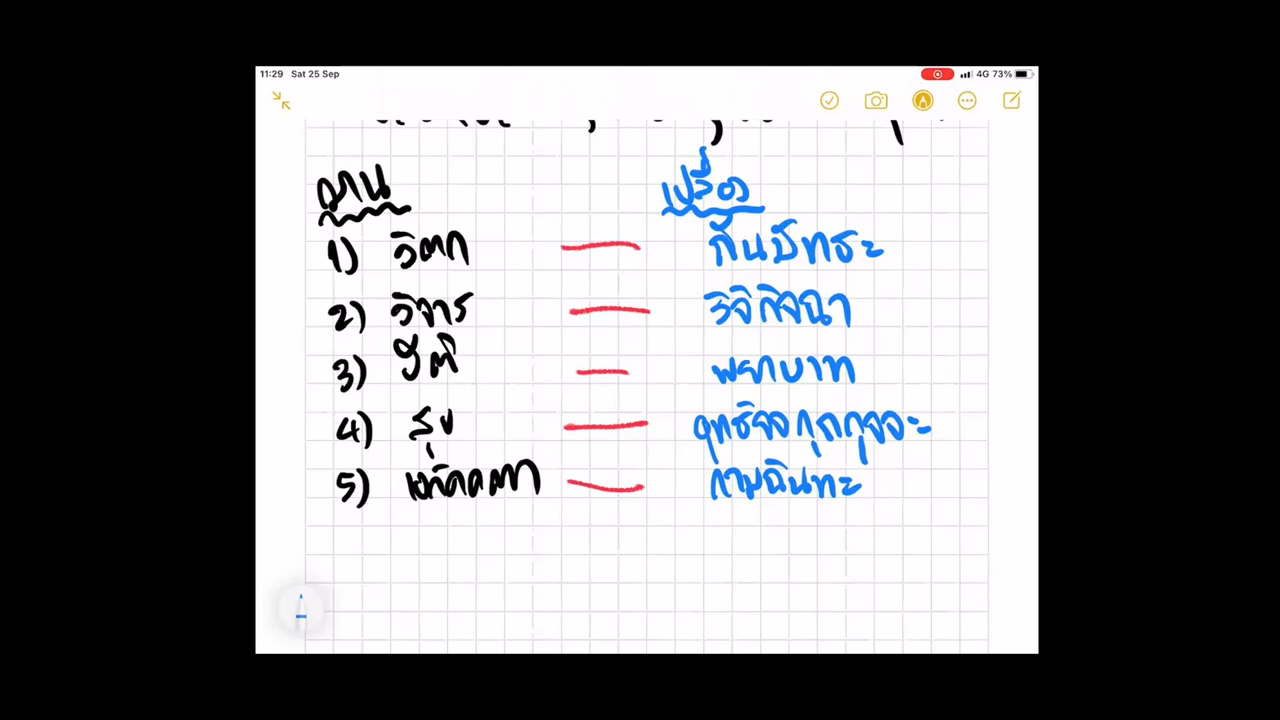 11:29 Sat 25 Sep 4G 73%
ฌาน เปลื้อง
1) วิตก — ถีนมิทธะ
2) วิจาร — วิจิกิจฉา
3) ปีติ — พยาบาท
4) สุข — อุทธัจจกุกกุจจะ
5) เอกัคคตา — กามฉันทะ